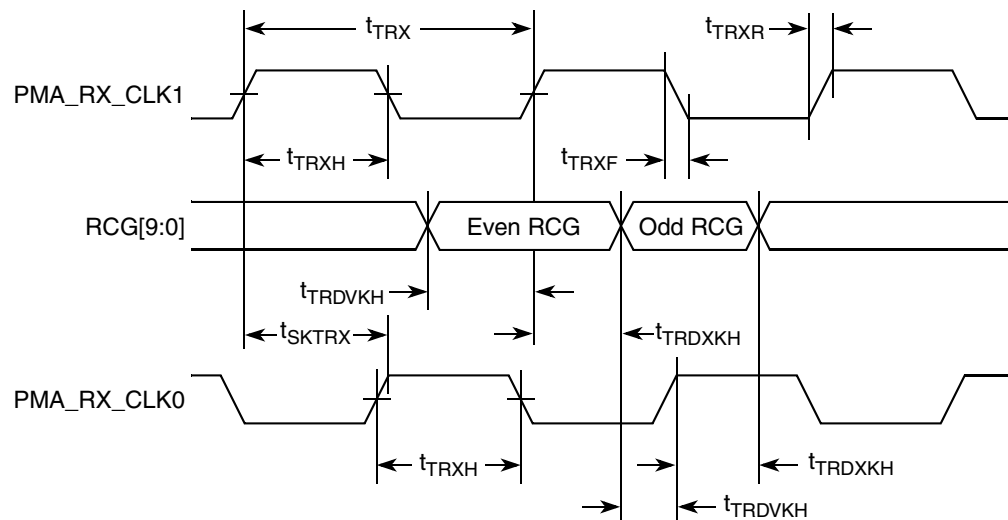 tTRX
tTRXR
PMA_RX_CLK1
tTRXH
tTRXF
RCG[9:0]
Even RCG
Odd RCG
tTRDVKH
tSKTRX
tTRDXKH
PMA_RX_CLK0
tTRXH
tTRDXKH
tTRDVKH